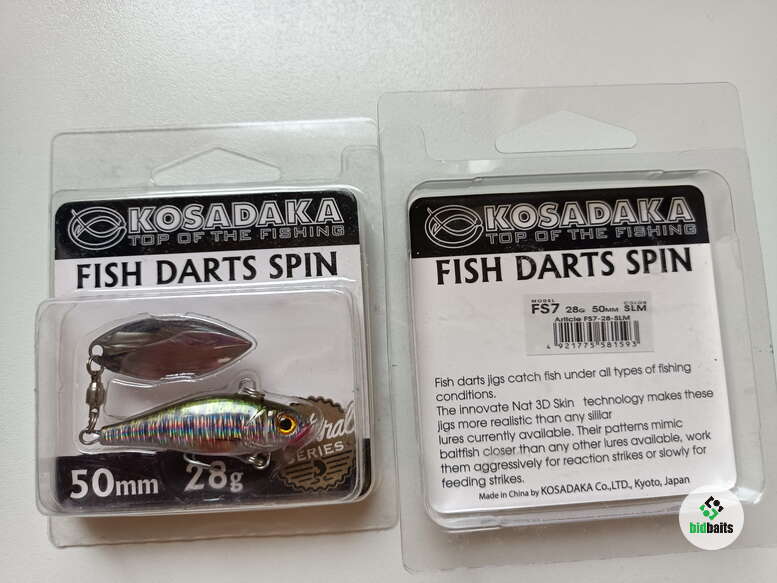 KOSADAKA
TOP OF THE FISHING
FISH DARTS SPIN
SERIES
50mm 28g
KOSADAKA
TOP OF THE FISHING
FISH DARTS SPIN
MODEL COLOR
FS7 28G 50MM SLM
Article FS7-28-SLM
4 921775 581593
Fish darts jigs catch fish under all types of fishing
conditions.
The innovate Nat 3D Skin technology makes these
jigs more realistic than any sililar
lures currently available. Their patterns mimic
baitfish closer than any other lures available, work
them aggressively for reaction strikes or slowly for
feeding strikes.
Made in China by KOSADAKA Co.,LTD., Kyoto, Japan
bidbaits